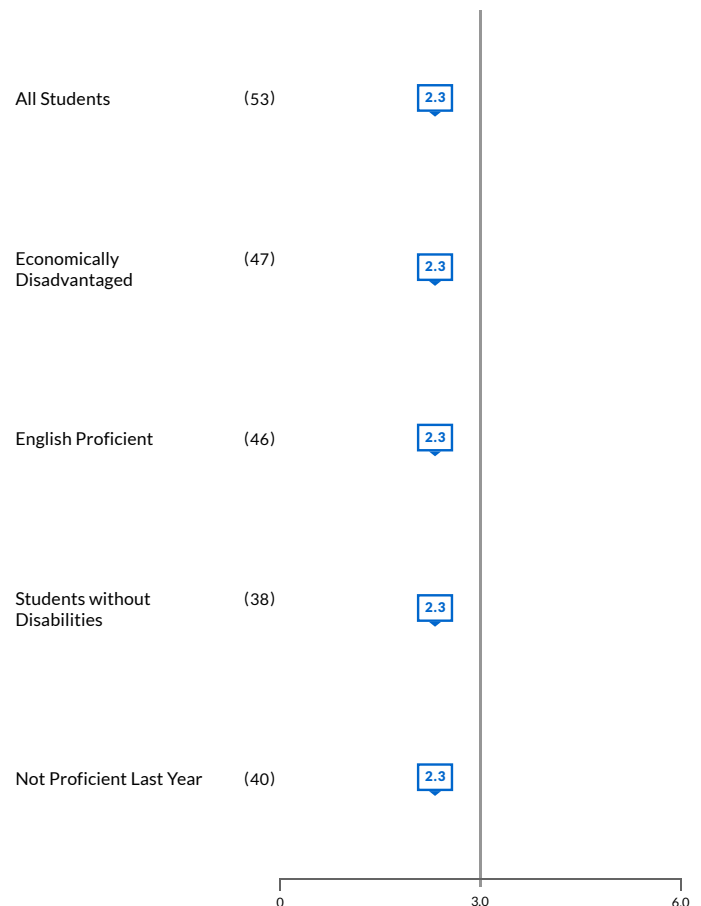 All Students (53) 2.3
Economically (47) 2.3
Disadvantaged
English Proficient (46) 2.3
Students without (38) 2.3
Disabilities
Not Proficient Last Year (40) 2.3
0 3.0 6.0